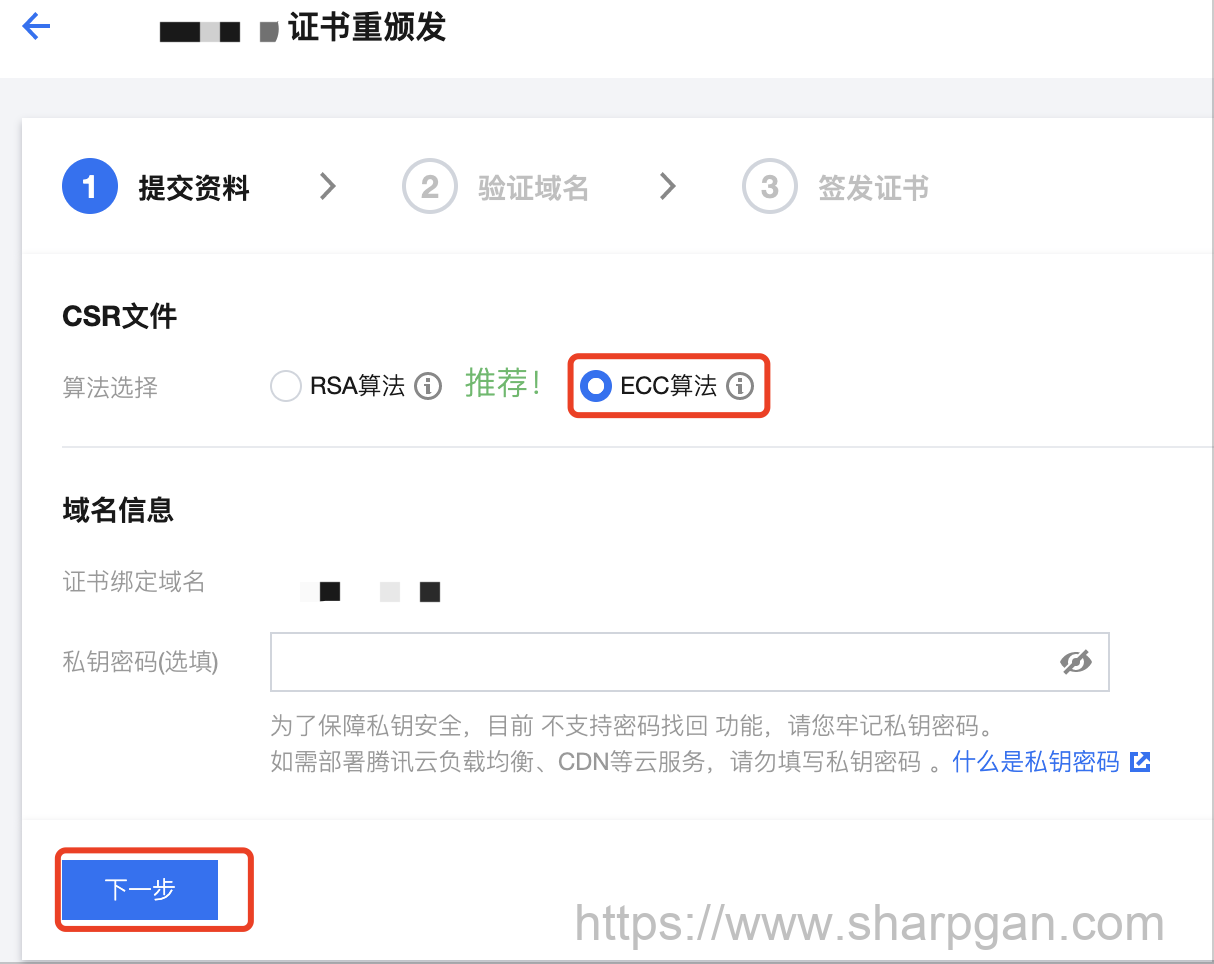 证书重颁发
1 提交资料 2 验证域名 3 签发证书
CSR文件
算法选择 RSA算法 推荐! ECC算法
域名信息
证书绑定域名
私钥密码(选填)
为了保障私钥安全，目前 不支持密码找回 功能，请您牢记私钥密码。
如需部署腾讯云负载均衡、CDN等云服务，请勿填写私钥密码 。什么是私钥密码
下一步
https://www.sharpgan.com